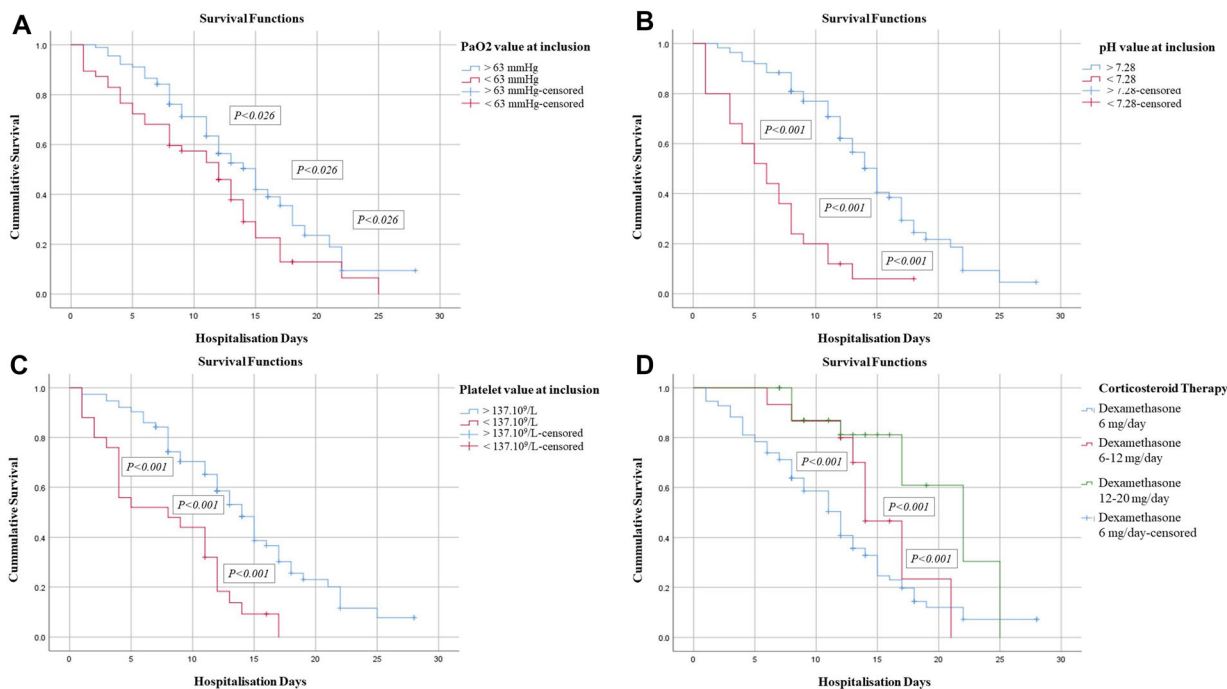 A
Survival Functions
PaO2 value at inclusion
> 63 mmHg
< 63 mmHg
> 63 mmHg-censored
< 63 mmHg-censored
Cummulative Survival
1.0
0.8
0.6
0.4
0.2
0.0
P<0.026
P<0.026
P<0.026
0 5 10 15 20 25 30
Hospitalisation Days
B
Survival Functions
pH value at inclusion
> 7.28
< 7.28
> 7.28-censored
< 7.28-censored
Cummulative Survival
1.0
0.8
0.6
0.4
0.2
0.0
P<0.001
P<0.001
P<0.001
0 5 10 15 20 25 30
Hospitalisation Days
C
Survival Functions
Platelet value at inclusion
> 137.10⁹/L
< 137.10⁹/L
> 137.10⁹/L-censored
< 137.10⁹/L-censored
Cummulative Survival
1.0
0.8
0.6
0.4
0.2
0.0
P<0.001
P<0.001
P<0.001
0 5 10 15 20 25 30
Hospitalisation Days
D
Survival Functions
Corticosteroid Therapy
Dexamethasone
6 mg/day
Dexamethasone
6-12 mg/day
Dexamethasone
12-20 mg/day
Dexamethasone
6 mg/day-censored
Cummulative Survival
1.0
0.8
0.6
0.4
0.2
0.0
P<0.001
P<0.001
P<0.001
0 5 10 15 20 25 30
Hospitalisation Days